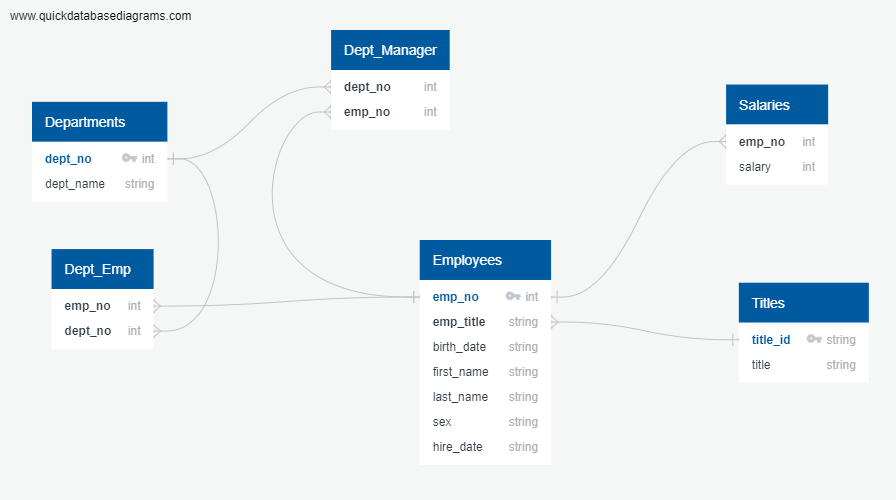 www.quickdatabasediagrams.com
Dept_Manager
dept_no int
emp_no int
Departments
dept_no int
dept_name string
Salaries
emp_no int
salary int
Dept_Emp
emp_no int
dept_no int
Employees
emp_no int
emp_title string
birth_date string
first_name string
last_name string
sex string
hire_date string
Titles
title_id string
title string